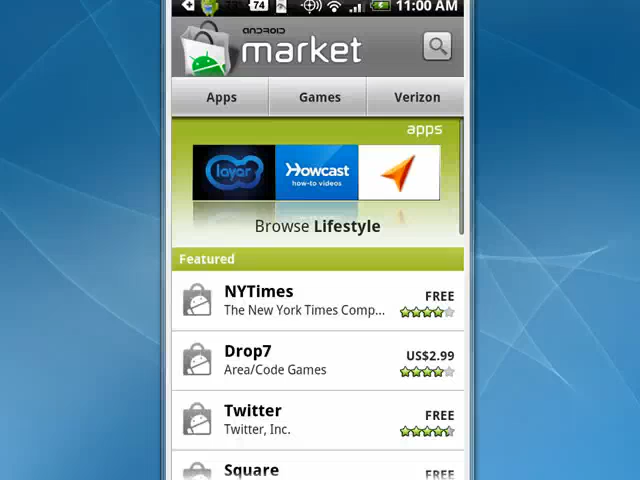 74 11:00 AM
ANDROID
market
Apps Games Verizon
apps
layar Howcast
how-to videos
Browse Lifestyle
Featured
NYTimes FREE
The New York Times Comp...
Drop7 US$2.99
Area/Code Games
Twitter FREE
Twitter, Inc.
Square FREE